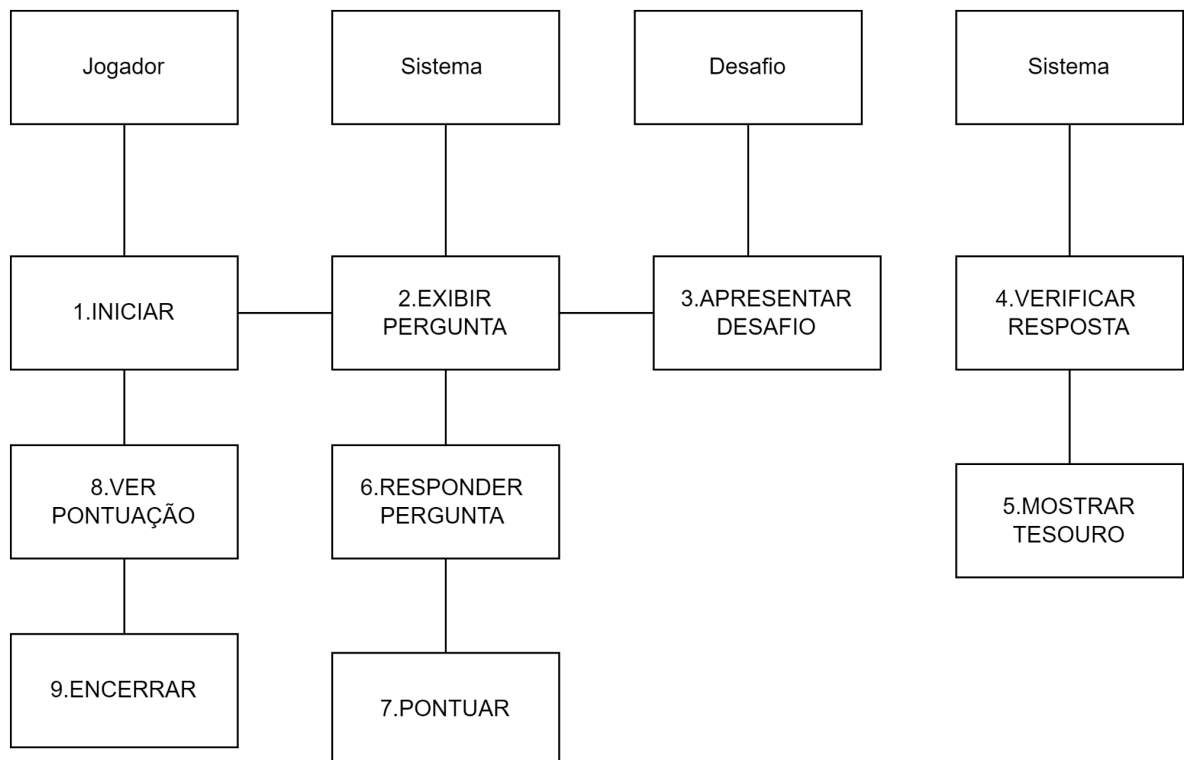 Jogador
Sistema
Desafio
Sistema
1.INICIAR
2.EXIBIR
PERGUNTA
3.APRESENTAR
DESAFIO
4.VERIFICAR
RESPOSTA
8.VER
PONTUAÇÃO
6.RESPONDER
PERGUNTA
5.MOSTRAR
TESOURO
9.ENCERRAR
7.PONTUAR